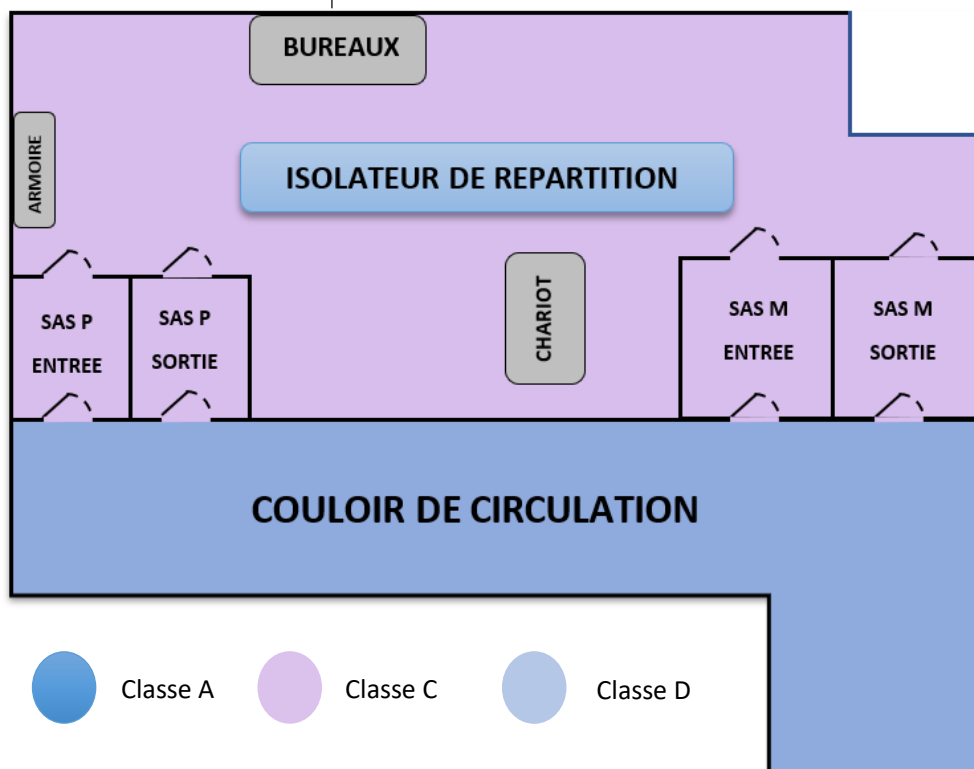 BUREAUX
ARMOIRE
ISOLATEUR DE REPARTITION
SAS P
ENTREE
SAS P
SORTIE
CHARIOT
SAS M
ENTREE
SAS M
SORTIE
COULOIR DE CIRCULATION
Classe A
Classe C
Classe D